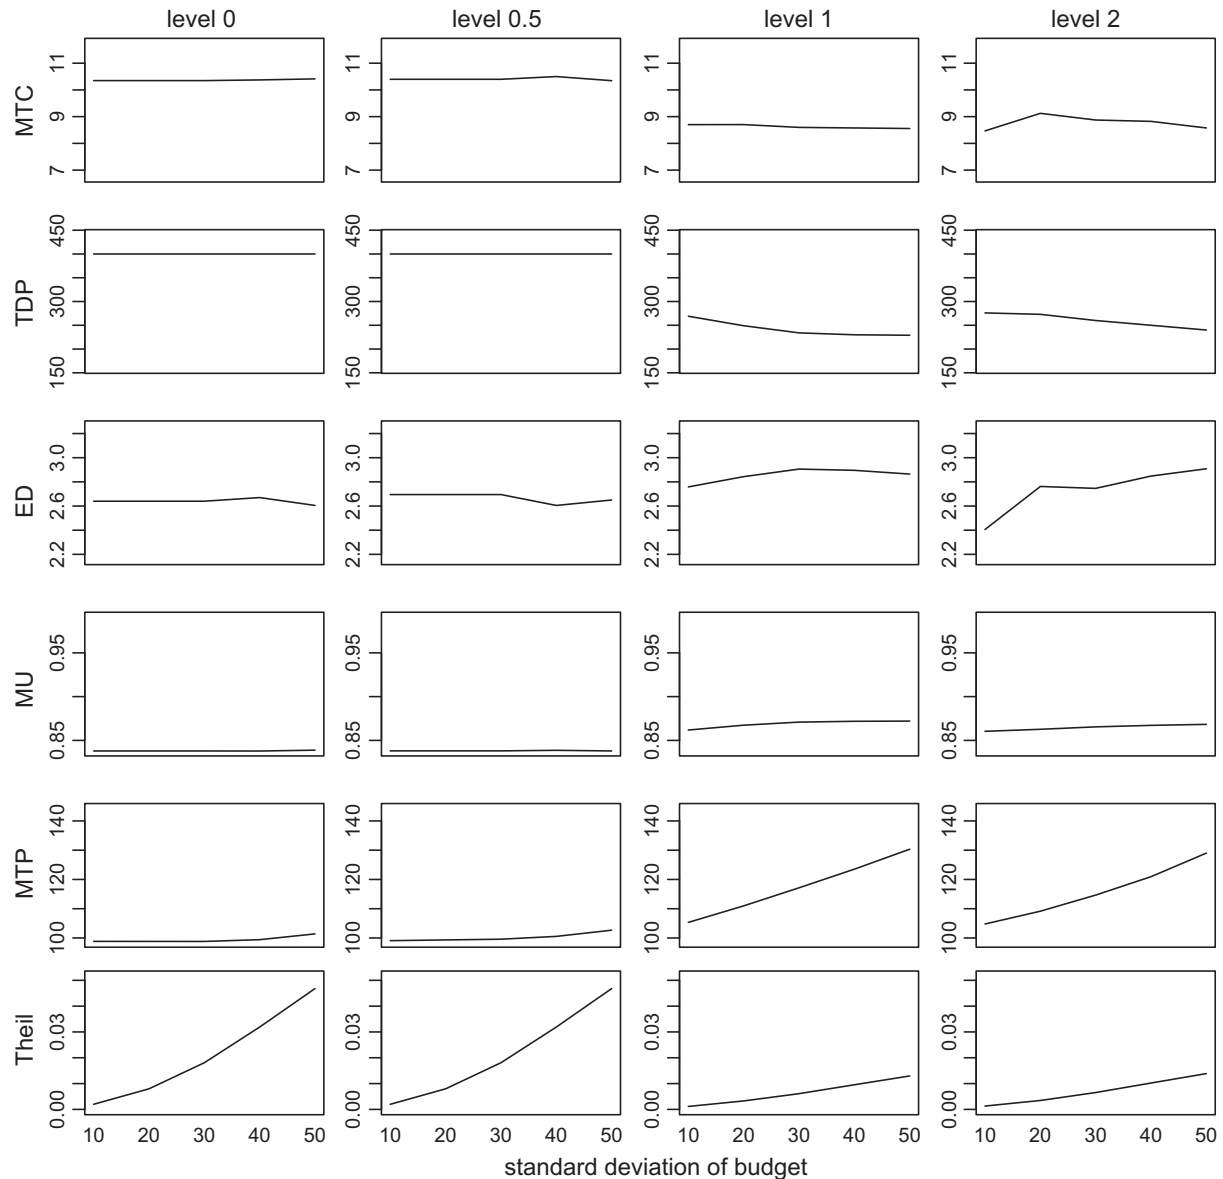 level 0 level 0.5 level 1 level 2
MTC 7 9 11 7 9 11 7 9 11 7 9 11
TDP 150 300 450 150 300 450 150 300 450 150 300 450
ED 2.2 2.6 3.0 2.2 2.6 3.0 2.2 2.6 3.0 2.2 2.6 3.0
MU 0.85 0.95 0.85 0.95 0.85 0.95 0.85 0.95
MTP 100 120 140 100 120 140 100 120 140 100 120 140
Theil 0.00 0.03 0.00 0.03 0.00 0.03 0.00 0.03
10 20 30 40 50 10 20 30 40 50 10 20 30 40 50 10 20 30 40 50
standard deviation of budget